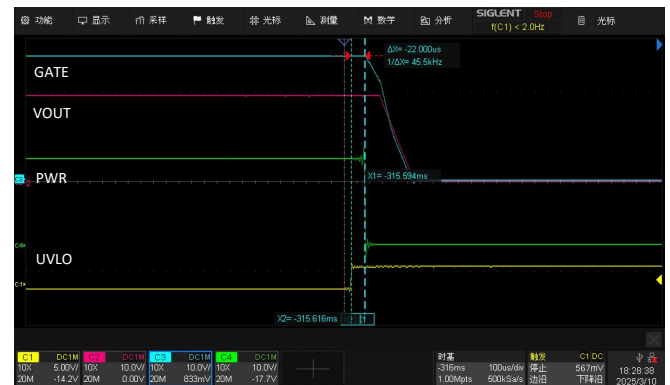 功能 显示 采样 触发 光标 测量 数学 分析 SIGLENT Stop 光标
f(C1) < 2.0Hz
ΔX= -22.000us
1/ΔX= 45.5kHz
GATE
VOUT
X1= -315.594ms
PWR
UVLO
X2= -315.616ms X2 X1
C1 DC1M C2 DC1M C3 DC1M C4 DC1M 时基 触发 C1 DC
10X 5.00V/ 10X 10.0V/ 10X 10.0V/ 10X 10.0V/ -316ms 100us/div 停止 567mV 18:28:38
20M -14.2V 20M 0.00V 20M 833mV 20M -17.7V 1.00Mpts 500kSa/s 边沿 下降沿 2025/3/10